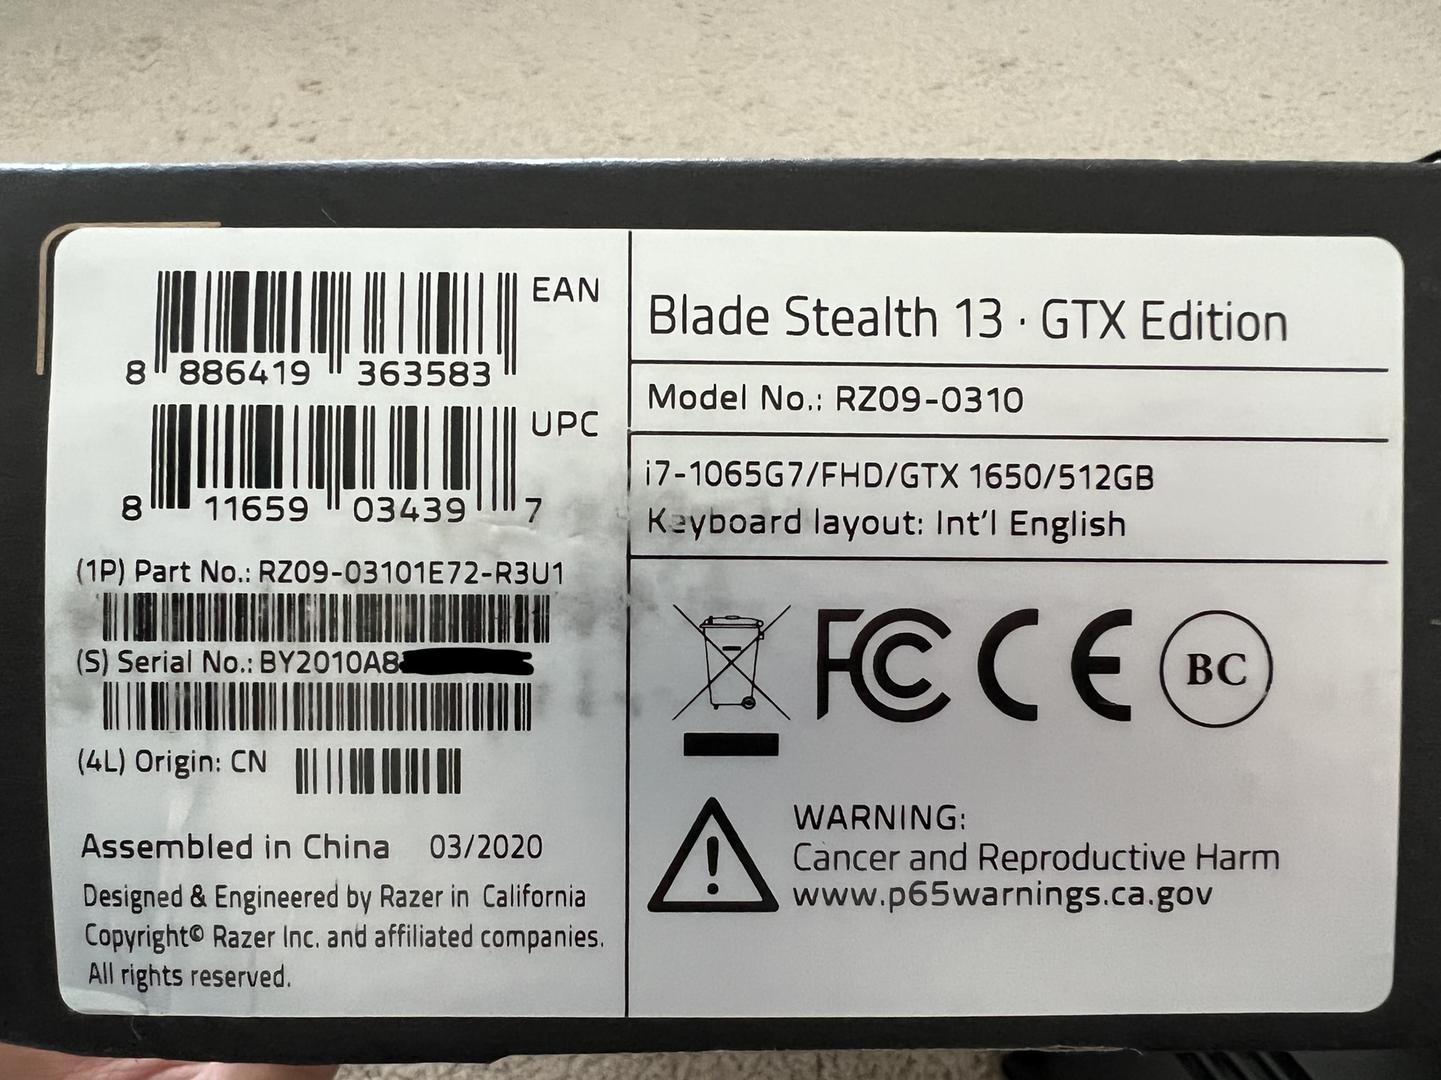 EAN
8 886419 363583
UPC
8 11659 03439 7
(1P) Part No.: RZ09-03101E72-R3U1
(S) Serial No.: BY2010A8
(4L) Origin: CN
Assembled in China 03/2020
Designed & Engineered by Razer in California
Copyright© Razer Inc. and affiliated companies.
All rights reserved.
Blade Stealth 13 · GTX Edition
Model No.: RZ09-0310
i7-1065G7/FHD/GTX 1650/512GB
Keyboard layout: Int'l English
FC CE BC
WARNING:
Cancer and Reproductive Harm
www.p65warnings.ca.gov